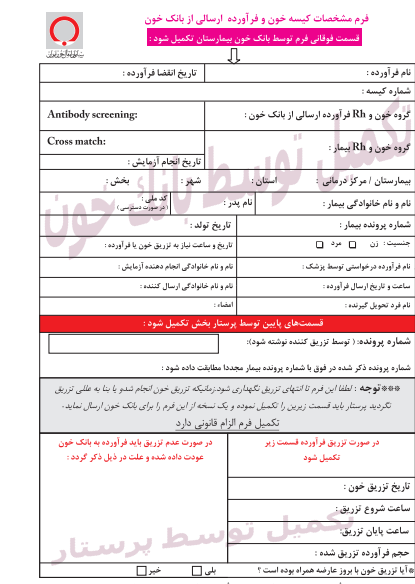 فرم مشخصات کیسه خون و فرآورده ارسالی از بانک خون
قسمت فوقانی فرم توسط بانک خون بیمارستان تکمیل شود :
نام فرآورده :
تاریخ انقضا فرآورده :
شماره کیسه :
گروه خون و Rh فرآورده ارسالی از بانک خون :
Antibody screening:
گروه خون و Rh بیمار :
Cross match:
تاریخ انجام آزمایش :
بیمارستان / مرکز درمانی :
استان :
شهر :
بخش :
نام و نام خانوادگی بیمار :
نام پدر :
کد ملی :
( در صورت دسترسی )
شماره پرونده بیمار :
تاریخ تولد :
جنسیت : زن مرد
تاریخ و ساعت نیاز به تزریق خون یا فرآورده :
نام فرآورده درخواستی توسط پزشک :
نام و نام خانوادگی انجام دهنده آزمایش :
ساعت و تاریخ ارسال فرآورده :
نام و نام خانوادگی ارسال کننده :
نام فرد تحویل گیرنده :
امضاء :
قسمت‌های پایین توسط پرستار بخش تکمیل شود :
شماره پرونده: ( توسط تزریق کننده نوشته شود):
شماره پرونده ذکر شده در فوق با شماره پرونده بیمار مجددا مطابقت داده شود :
***توجه : لطفا این فرم تا انتهای تزریق نگهداری شود.زمانیکه تزریق خون انجام شدو یا بنا به عللی تزریق
نگردید پرستار باید قسمت زیرین را تکمیل نموده و یک نسخه از این فرم را برای بانک خون ارسال نماید-
تکمیل فرم الزام قانونی دارد
در صورت تزریق فرآورده قسمت زیر
تکمیل شود
در صورت عدم تزریق باید فرآورده به بانک خون
عودت داده شده و علت در ذیل ذکر گردد :
تاریخ تزریق خون :
ساعت شروع تزریق :
ساعت پایان تزریق:
حجم فرآورده تزریق شده :
*آیا تزریق خون با بروز عارضه همراه بوده است ؟ بلی خیر
تکمیل توسط بانک خون
تکمیل توسط پرستار